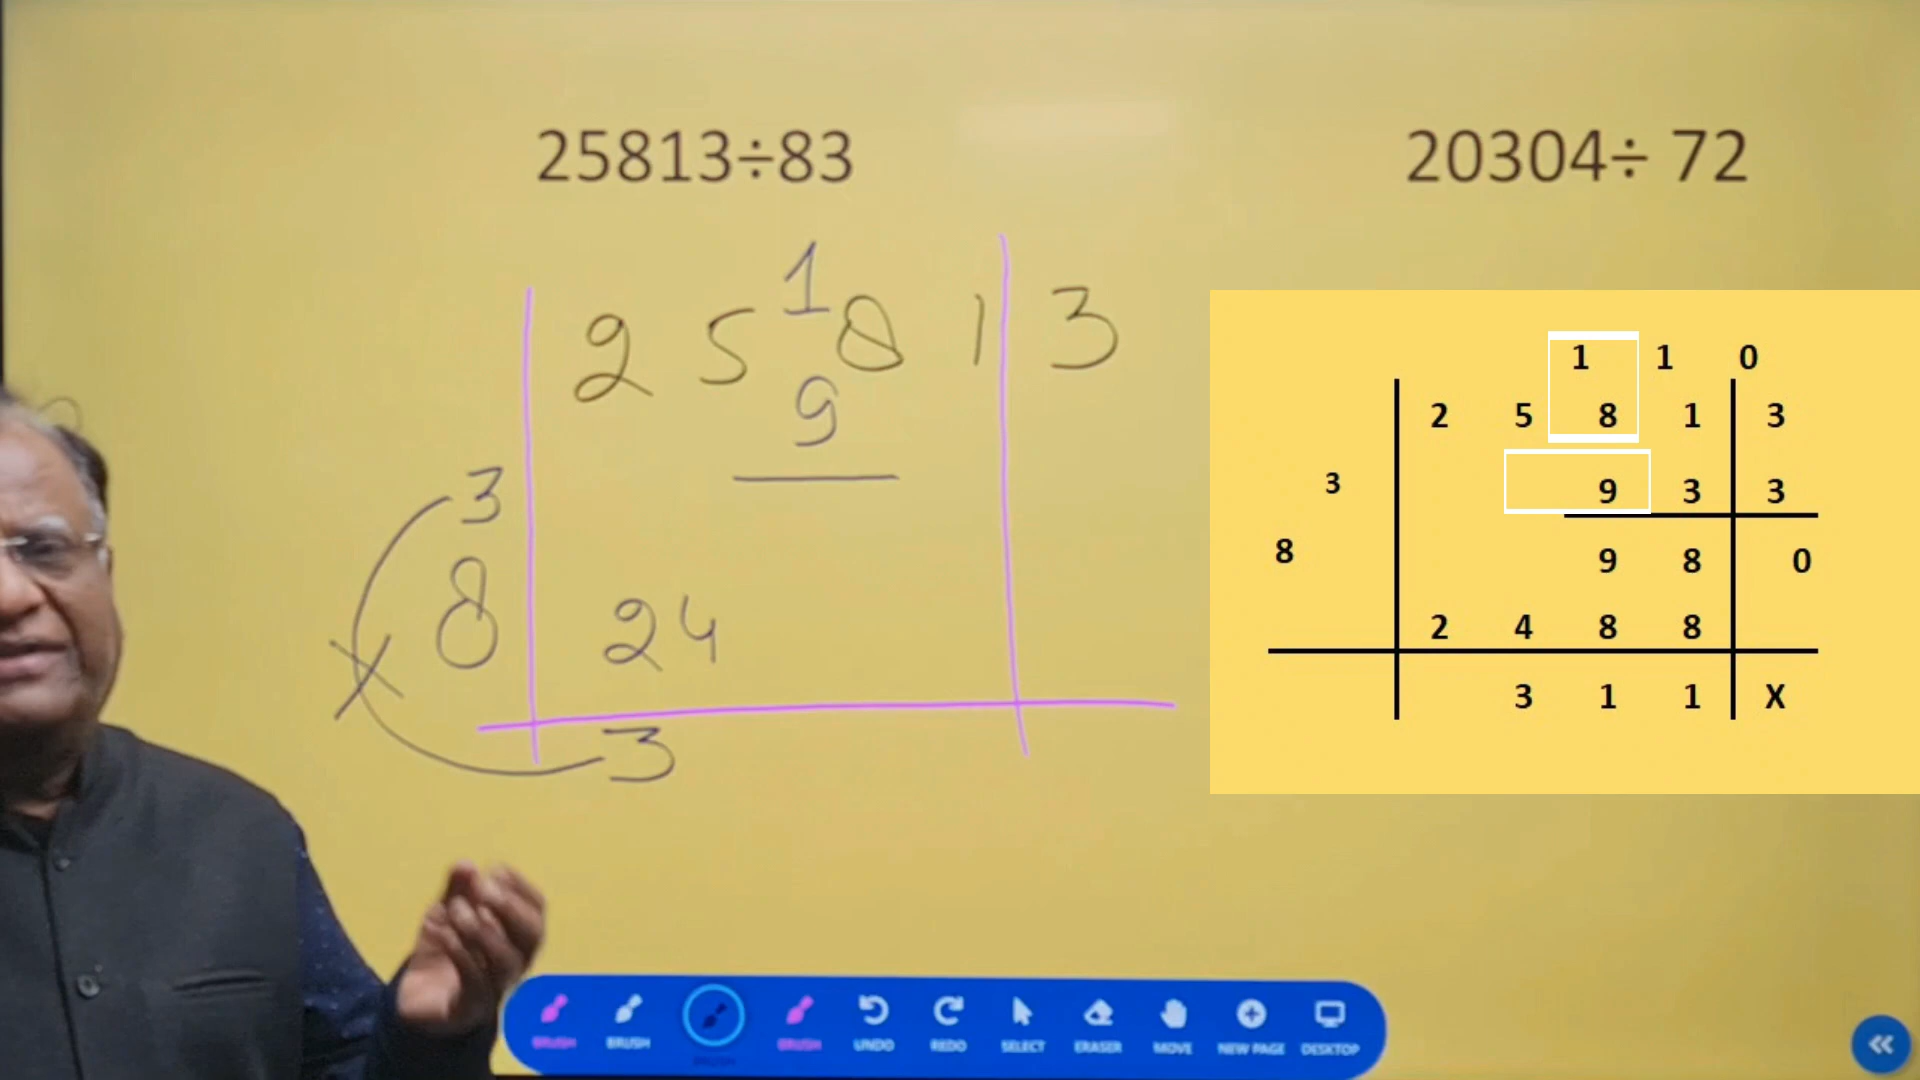 25813÷83
20304÷ 72
1
2 5 8 1 3
9
3
8 24
3
1 1 0
2 5 8 1 3
3 9 3 3
8 9 8 0
2 4 8 8
3 1 1 X
BRUSH BRUSH BRUSH BRUSH UNDO REDO SELECT ERASER MOVE NEW PAGE DESKTOP